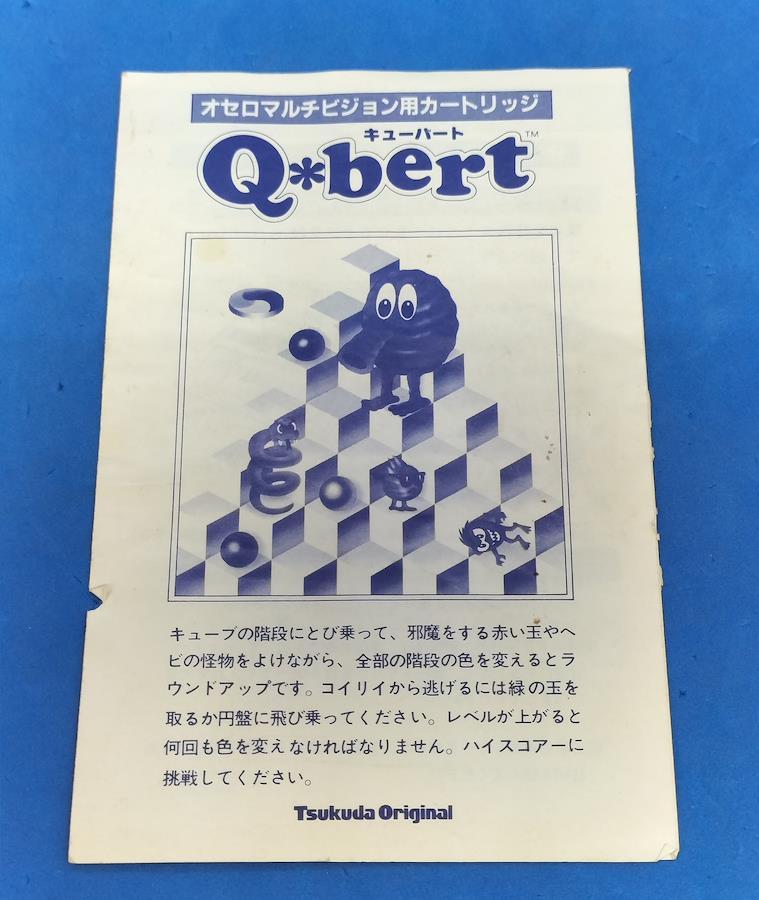 オセロマルチビジョン用カートリッジ
キューバート
Q*bert™
キューブの階段にとび乗って、邪魔をする赤い玉やヘ
ビの怪物をよけながら、全部の階段の色を変えるとラ
ウンドアップです。コイリイから逃げるには緑の玉を
取るか円盤に飛び乗ってください。レベルが上がると
何回も色を変えなければなりません。ハイスコアーに
挑戦してください。
Tsukuda Original